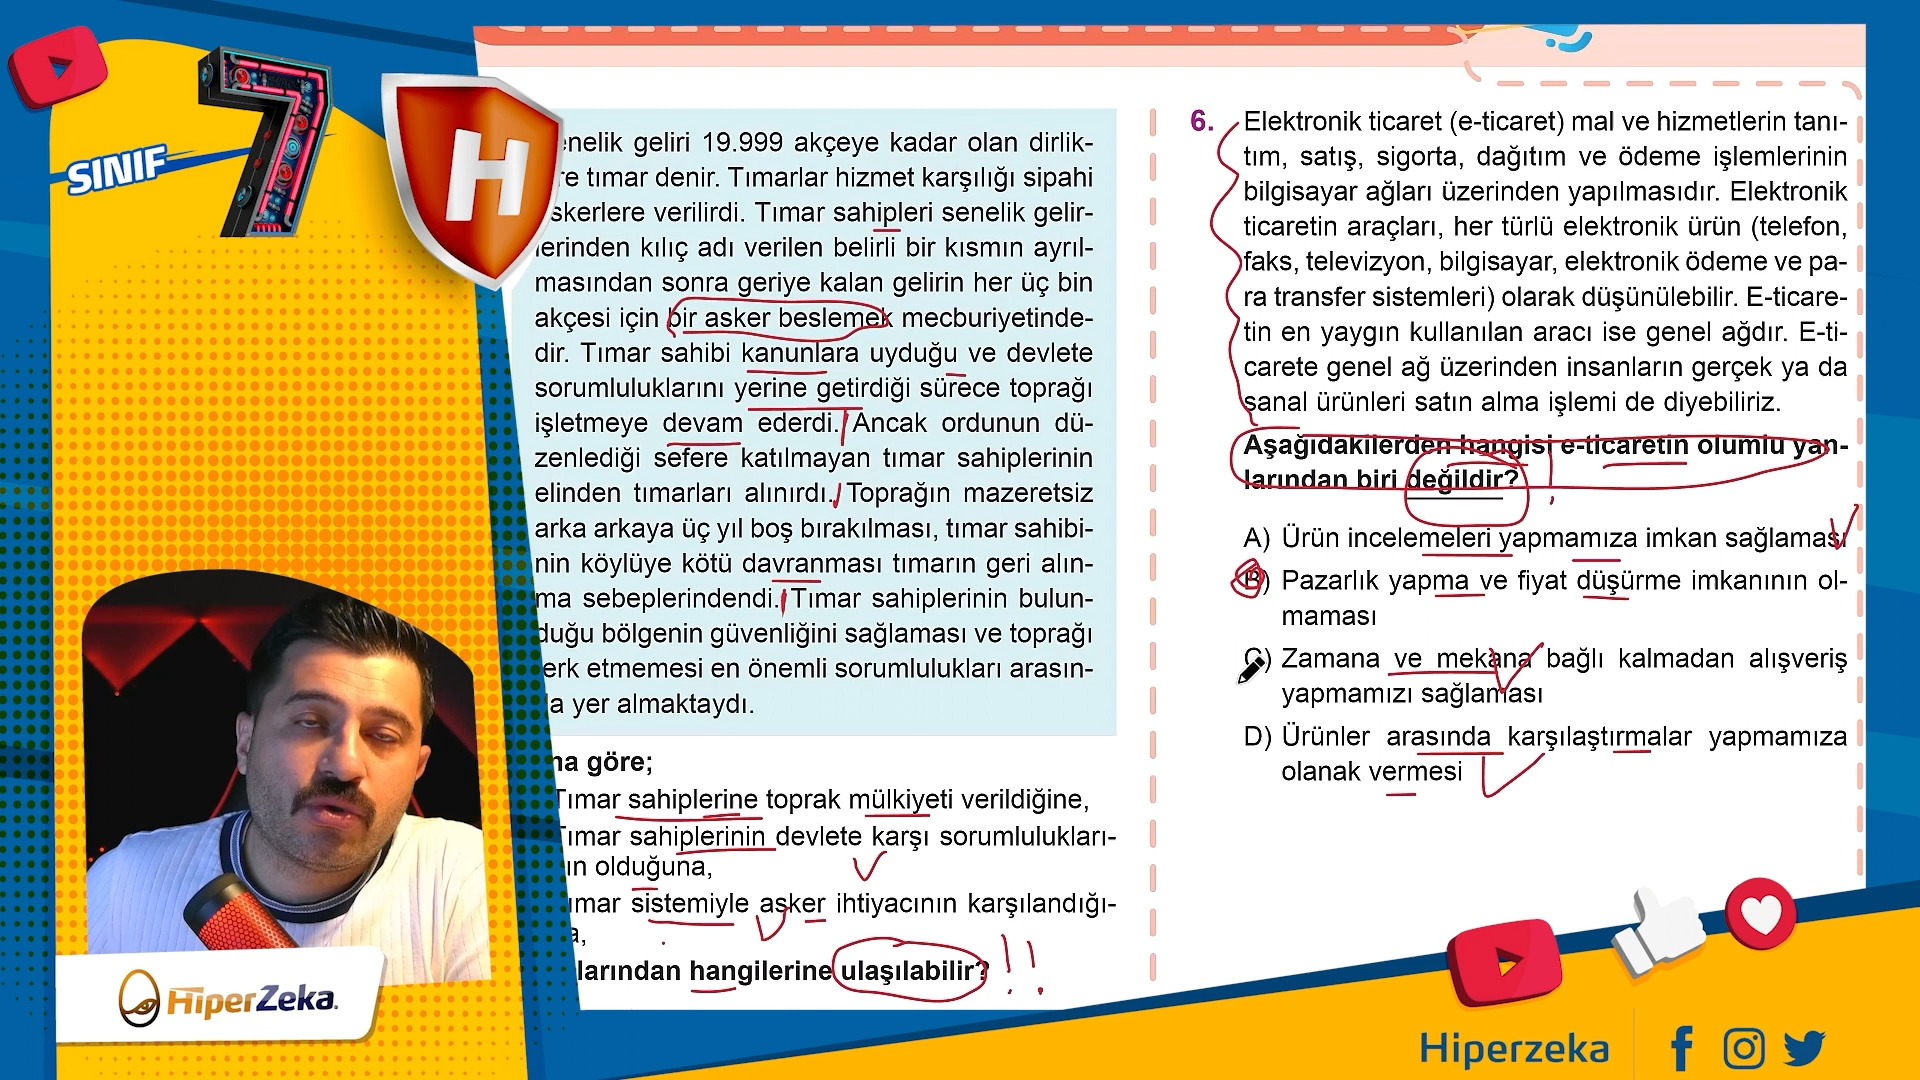 7
SINIF
H
enelik geliri 19.999 akçeye kadar olan dirlik-
re tımar denir. Tımarlar hizmet karşılığı sipahi
skerlere verilirdi. Tımar sahipleri senelik gelir-
lerinden kılıç adı verilen belirli bir kısmın ayrıl-
masından sonra geriye kalan gelirin her üç bin
akçesi için bir asker beslemek mecburiyetinde-
dir. Tımar sahibi kanunlara uyduğu ve devlete
sorumluluklarını yerine getirdiği sürece toprağı
işletmeye devam ederdi. Ancak ordunun dü-
zenlediği sefere katılmayan tımar sahiplerinin
elinden tımarları alınırdı. Toprağın mazeretsiz
arka arkaya üç yıl boş bırakılması, tımar sahibi-
nin köylüye kötü davranması tımarın geri alın-
ma sebeplerindendi. Tımar sahiplerinin bulun-
duğu bölgenin güvenliğini sağlaması ve toprağı
erk etmemesi en önemli sorumlulukları arasın-
a yer almaktaydı.
na göre;
Tımar sahiplerine toprak mülkiyeti verildiğine,
Tımar sahiplerinin devlete karşı sorumlulukları-
ın olduğuna,
ımar sistemiyle asker ihtiyacının karşılandığı-
a,
larından hangilerine ulaşılabilir? !!
6. Elektronik ticaret (e-ticaret) mal ve hizmetlerin tanı-
tım, satış, sigorta, dağıtım ve ödeme işlemlerinin
bilgisayar ağları üzerinden yapılmasıdır. Elektronik
ticaretin araçları, her türlü elektronik ürün (telefon,
faks, televizyon, bilgisayar, elektronik ödeme ve pa-
ra transfer sistemleri) olarak düşünülebilir. E-ticare-
tin en yaygın kullanılan aracı ise genel ağdır. E-ti-
carete genel ağ üzerinden insanların gerçek ya da
sanal ürünleri satın alma işlemi de diyebiliriz.
Aşağıdakilerden hangisi e-ticaretin olumlu yan-
larından biri değildir?
A) Ürün incelemeleri yapmamıza imkan sağlaması
B) Pazarlık yapma ve fiyat düşürme imkanının ol-
maması
C) Zamana ve mekana bağlı kalmadan alışveriş
yapmamızı sağlaması
D) Ürünler arasında karşılaştırmalar yapmamıza
olanak vermesi
HiperZeka.
Hiperzeka